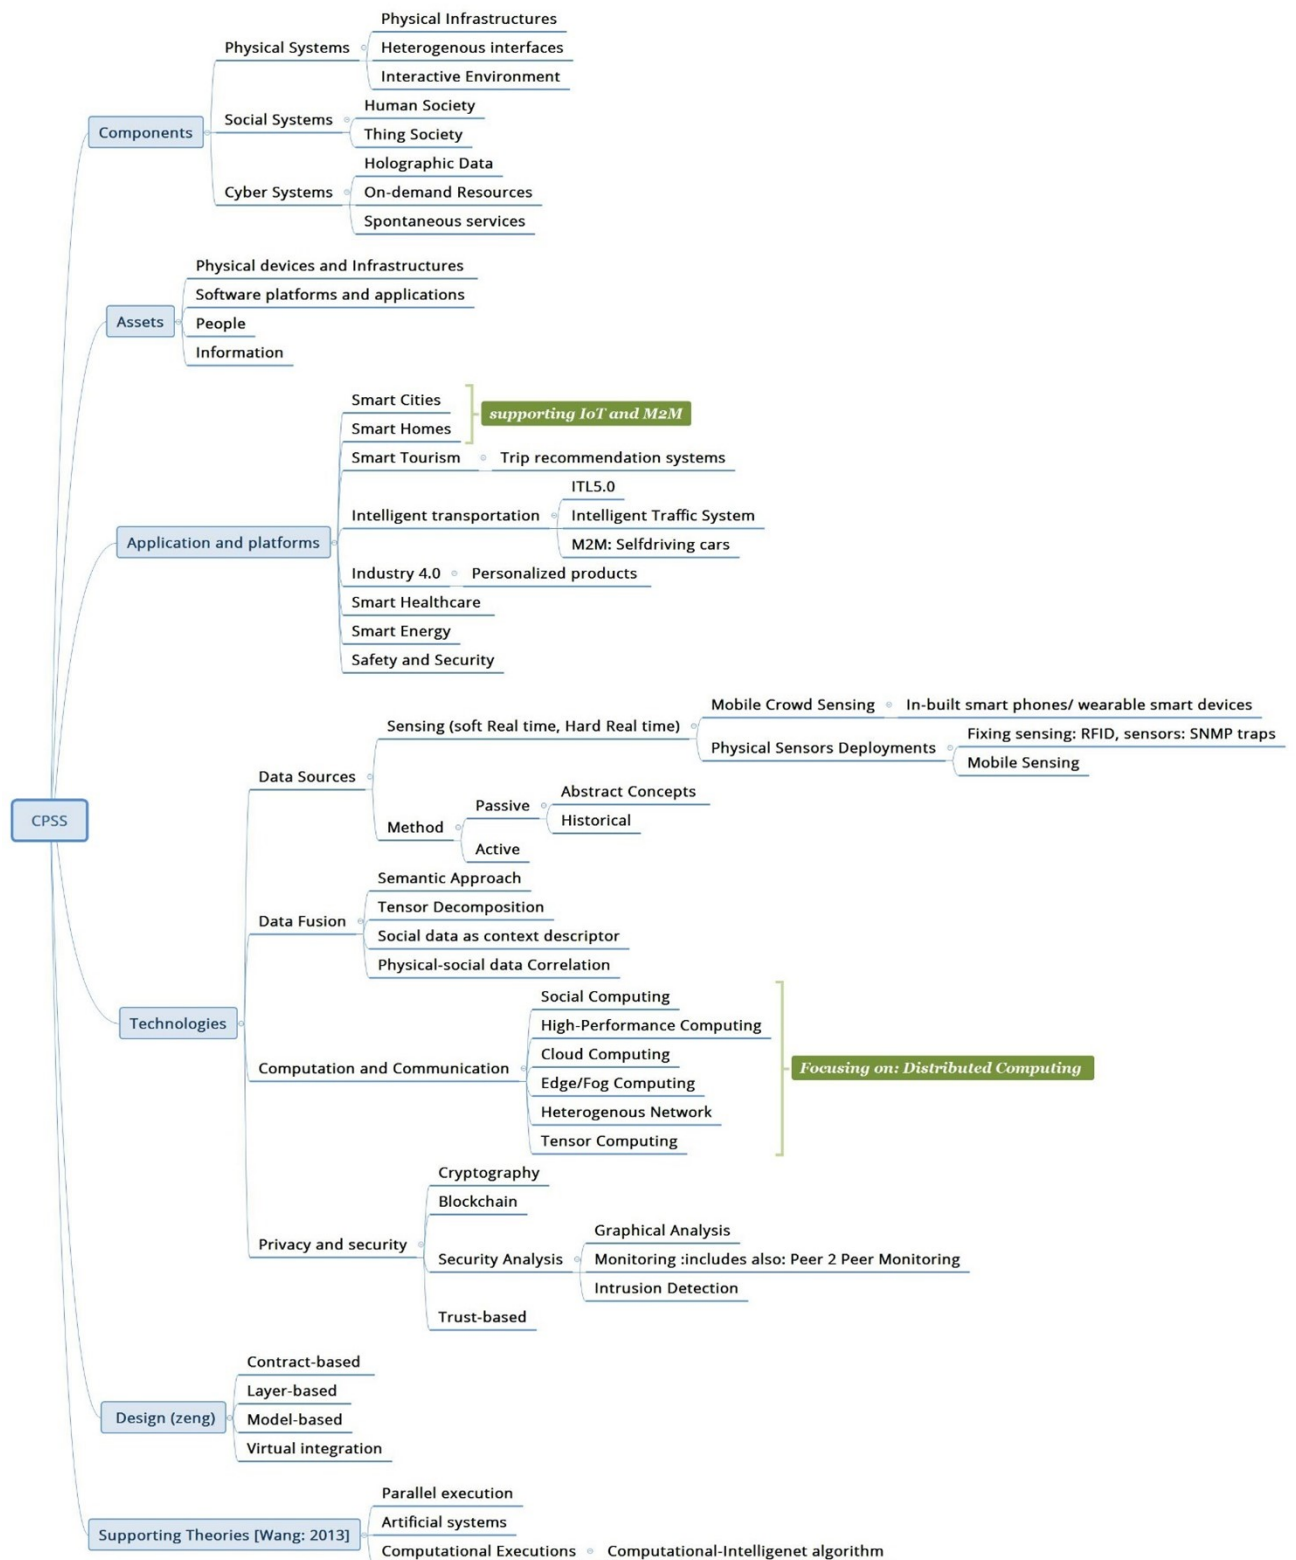 CPSS
Components
Physical Systems
Physical Infrastructures
Heterogenous interfaces
Interactive Environment
Social Systems
Human Society
Thing Society
Cyber Systems
Holographic Data
On-demand Resources
Spontaneous services
Assets
Physical devices and Infrastructures
Software platforms and applications
People
Information
Application and platforms
Smart Cities
Smart Homes
supporting IoT and M2M
Smart Tourism
Trip recommendation systems
Intelligent transportation
ITL5.0
Intelligent Traffic System
M2M: Selfdriving cars
Industry 4.0
Personalized products
Smart Healthcare
Smart Energy
Safety and Security
Technologies
Data Sources
Sensing (soft Real time, Hard Real time)
Mobile Crowd Sensing
In-built smart phones/ wearable smart devices
Physical Sensors Deployments
Fixing sensing: RFID, sensors: SNMP traps
Mobile Sensing
Method
Passive
Abstract Concepts
Historical
Active
Data Fusion
Semantic Approach
Tensor Decomposition
Social data as context descriptor
Physical-social data Correlation
Computation and Communication
Social Computing
High-Performance Computing
Cloud Computing
Edge/Fog Computing
Heterogenous Network
Tensor Computing
Focusing on: Distributed Computing
Privacy and security
Cryptography
Blockchain
Security Analysis
Graphical Analysis
Monitoring :includes also: Peer 2 Peer Monitoring
Intrusion Detection
Trust-based
Design (zeng)
Contract-based
Layer-based
Model-based
Virtual integration
Supporting Theories [Wang: 2013]
Parallel execution
Artificial systems
Computational Executions
Computational-Intelligenet algorithm